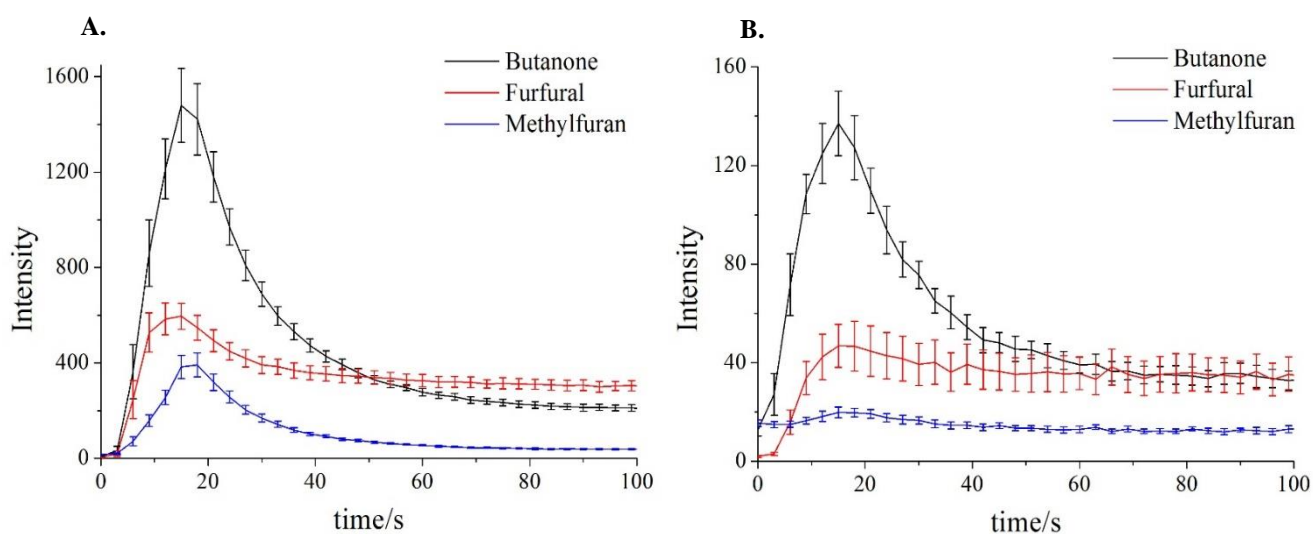 A.
Butanone
Furfural
Methylfuran
1600
1200
800
400
0
Intensity
0 20 40 60 80 100
time/s
B.
Butanone
Furfural
Methylfuran
160
120
80
40
0
Intensity
0 20 40 60 80 100
time/s